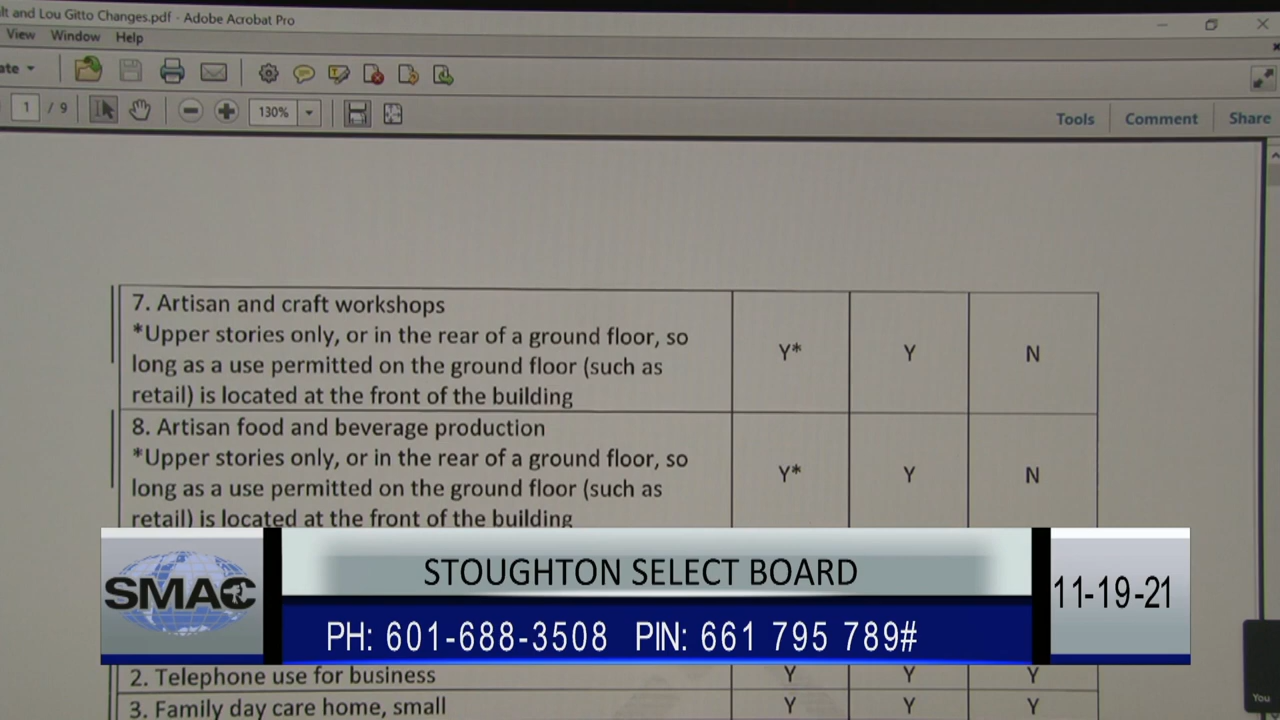 lt and Lou Gitto Changes.pdf - Adobe Acrobat Pro
View Window Help
ate
1 / 9 130% Tools Comment Share
7. Artisan and craft workshops
*Upper stories only, or in the rear of a ground floor, so
long as a use permitted on the ground floor (such as
retail) is located at the front of the building
Y* Y N
8. Artisan food and beverage production
*Upper stories only, or in the rear of a ground floor, so
long as a use permitted on the ground floor (such as
retail) is located at the front of the building
Y* Y N
SMAC
STOUGHTON SELECT BOARD
11-19-21
PH: 601-688-3508 PIN: 661 795 789#
2. Telephone use for business Y Y Y
3. Family day care home, small Y Y Y
You